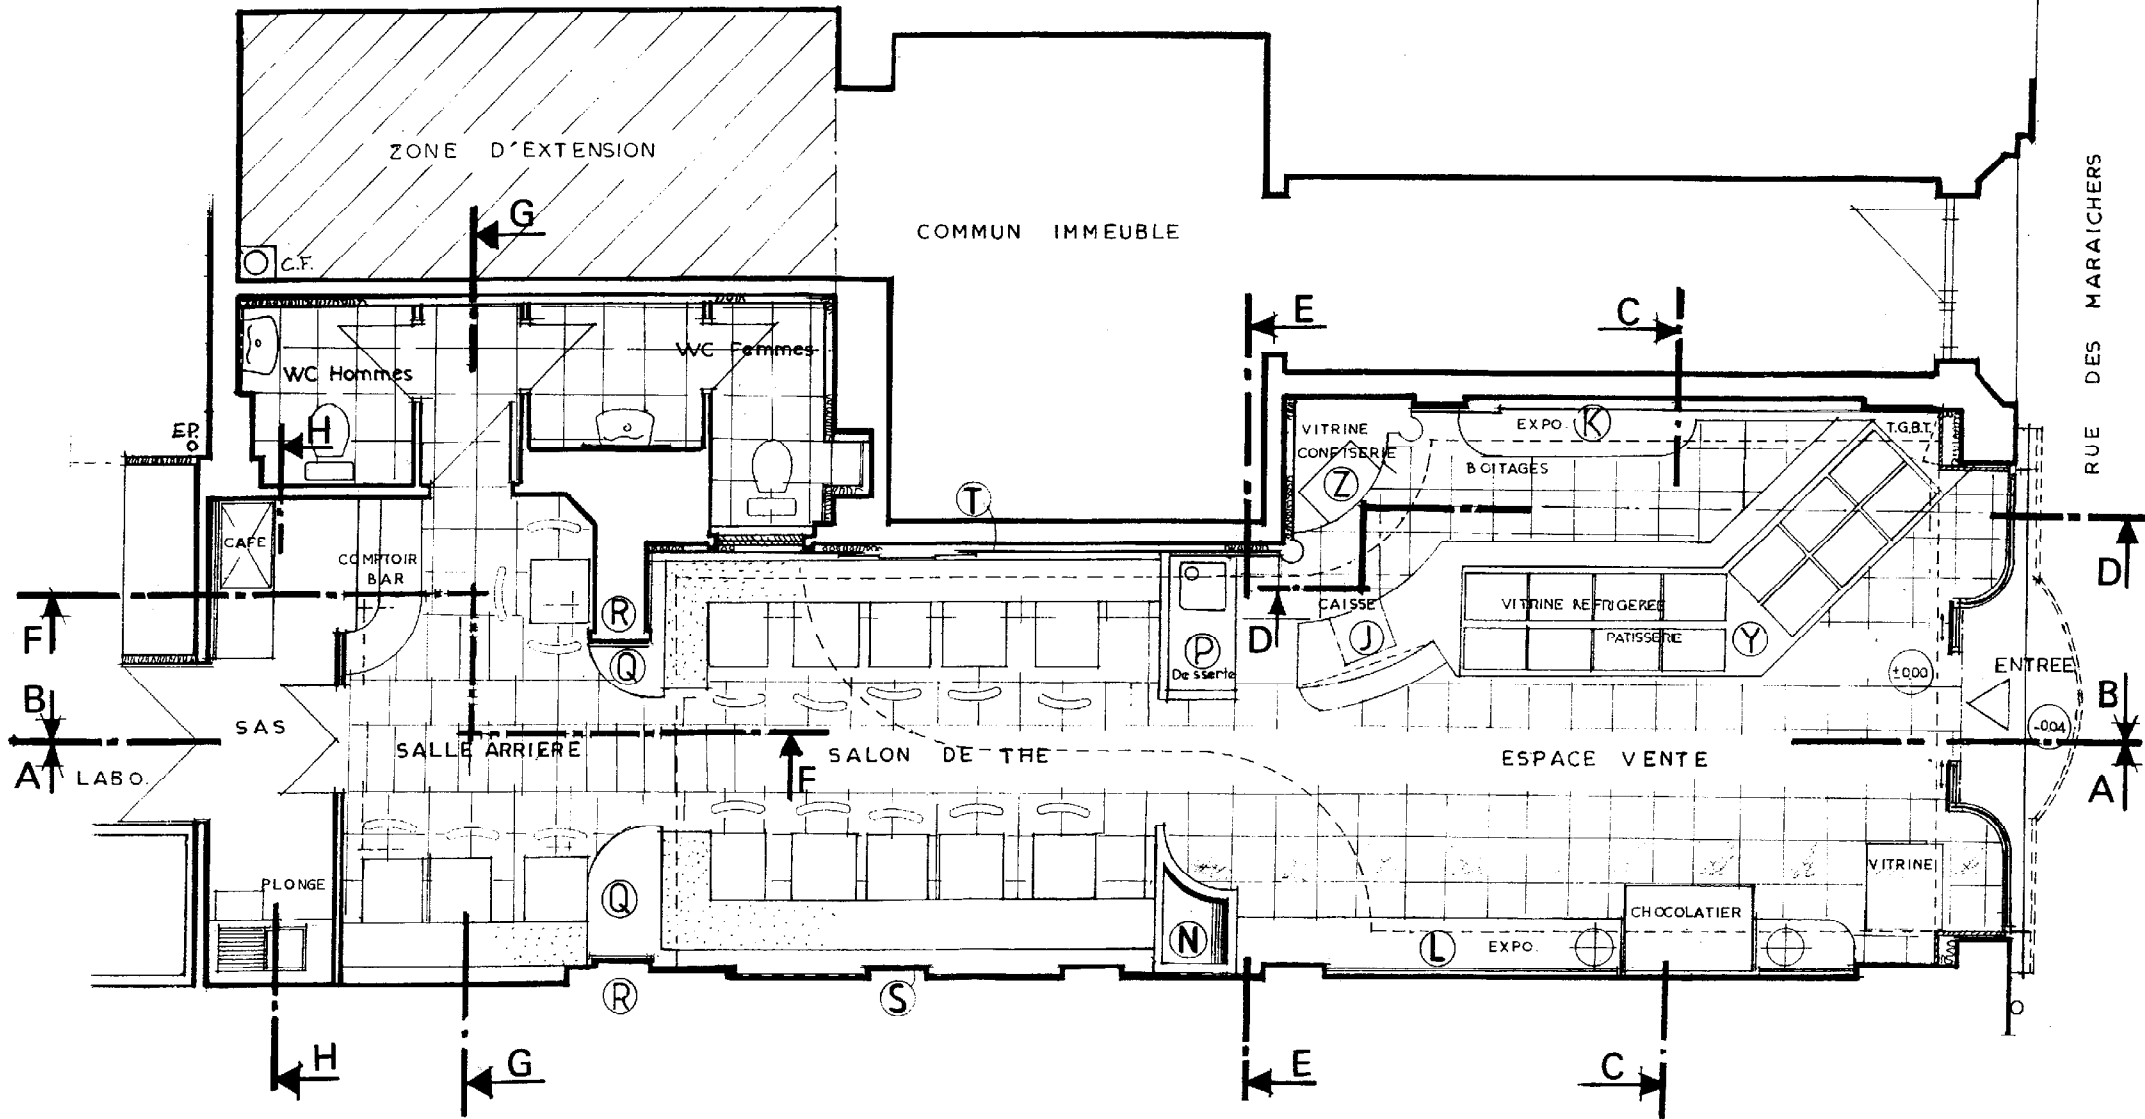 ZONE D'EXTENSION
G
C.F.
COMMUN IMMEUBLE
RUE DES MARAICHERS
E
C
WC Hommes
WC Femmes
H
EP.
VITRINE
CONFISERIE
Z
EXPO.
K
BOITAGES
T.G.B.T.
T
CAFE
COMPTOIR
BAR
D
F
R
Q
P
Desserte
D
CAISSE
J
VITRINE REFRIGEREE
PATISSERIE
Y
±0.00
ENTREE
-0.04
B
A
LABO.
SAS
SALLE ARRIERE
F
SALON DE THE
ESPACE VENTE
B
A
PLONGE
Q
N
L
EXPO.
CHOCOLATIER
VITRINE
R
S
H
G
E
C